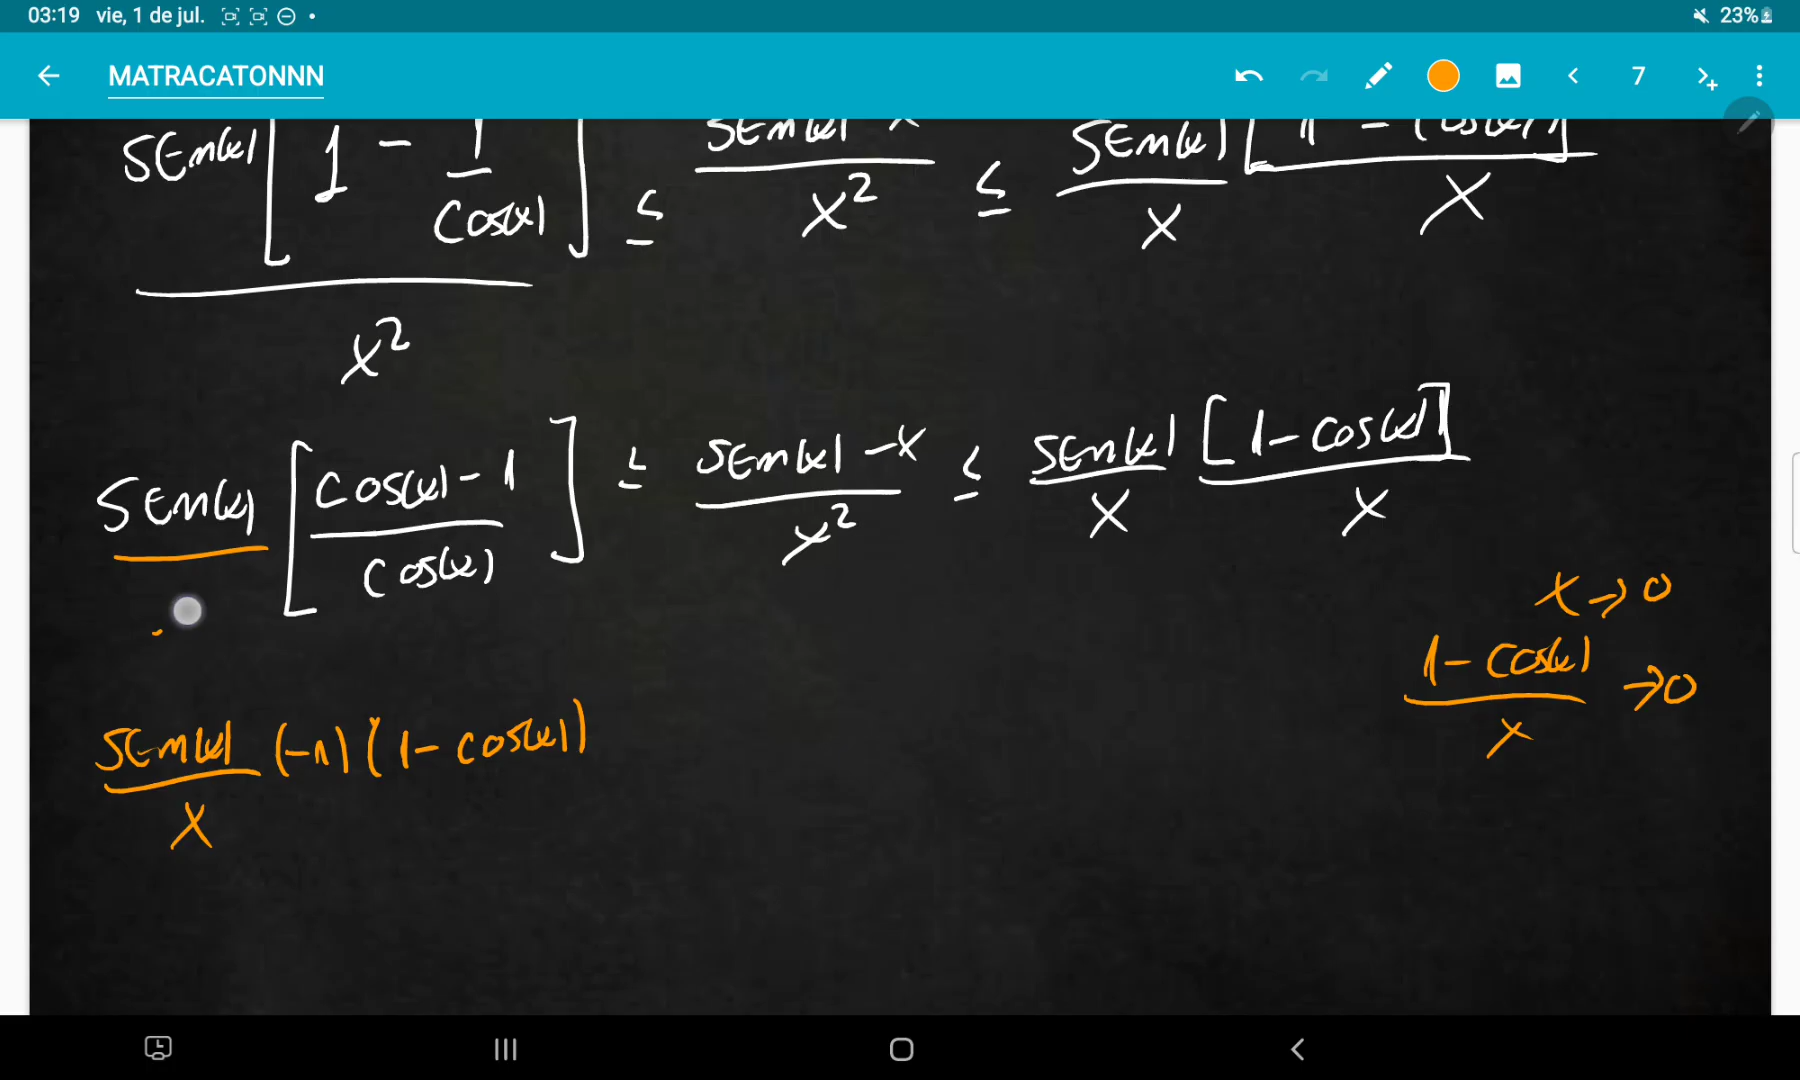 03:19 vie, 1 de jul. 23%
MATRACATONNN 7
SEN(x) [1 - 1/cos(x)] / x² ≤ SEN(x) - x / x² ≤ SEN(x)/x [1 - cos(x)]/x
SEN(x) [cos(x) - 1 / cos(x)] ≤ SEN(x) - x / x² ≤ SEN(x)/x [1 - cos(x)]/x
x → 0
1 - cos(x) / x → 0
SEN(x)/x (-1) (1 - cos(x))